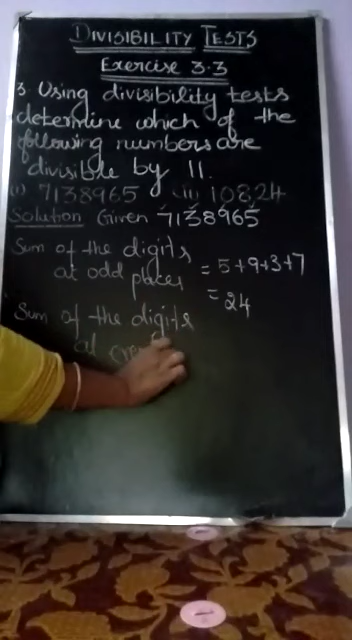 DIVISIBILITY TESTS
Exercise 3.3
3. Using divisibility tests
determine which of the
following numbers are
divisible by 11.
(i) 7138965 (ii) 10824
Solution Given 7138965
Sum of the digits
at odd places = 5+9+3+7
= 24
Sum of the digits
at